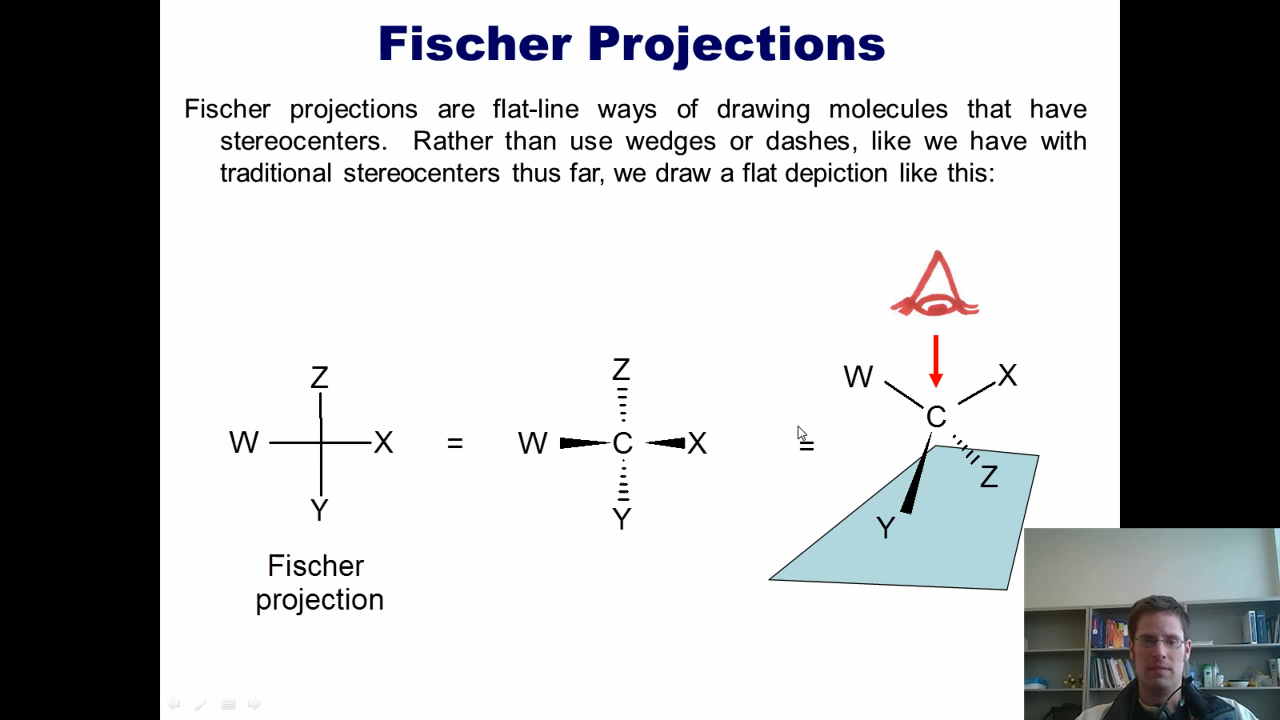 Fischer Projections
Fischer projections are flat-line ways of drawing molecules that have
stereocenters. Rather than use wedges or dashes, like we have with
traditional stereocenters thus far, we draw a flat depiction like this:
Z
W X
Y
=
Z
W C X
Y
=
W X
C
Z
Y
Fischer
projection